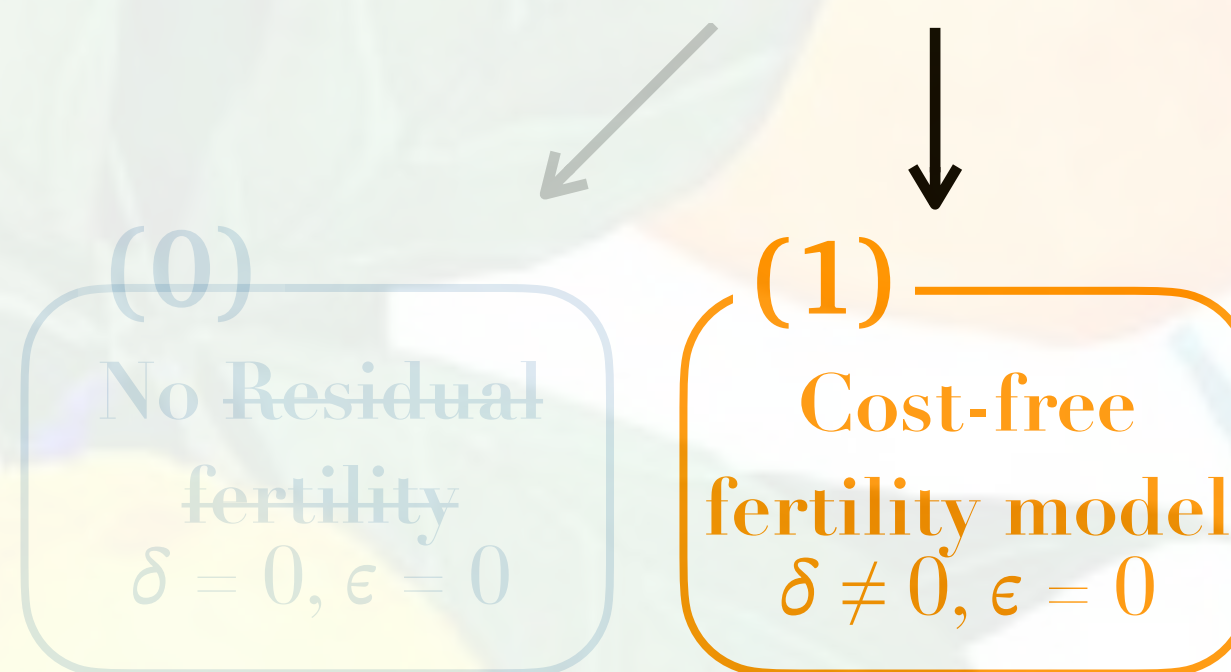 (0)
No Residual
fertility
δ = 0, ϵ = 0
(1)
Cost-free
fertility model
δ ≠ 0, ϵ = 0